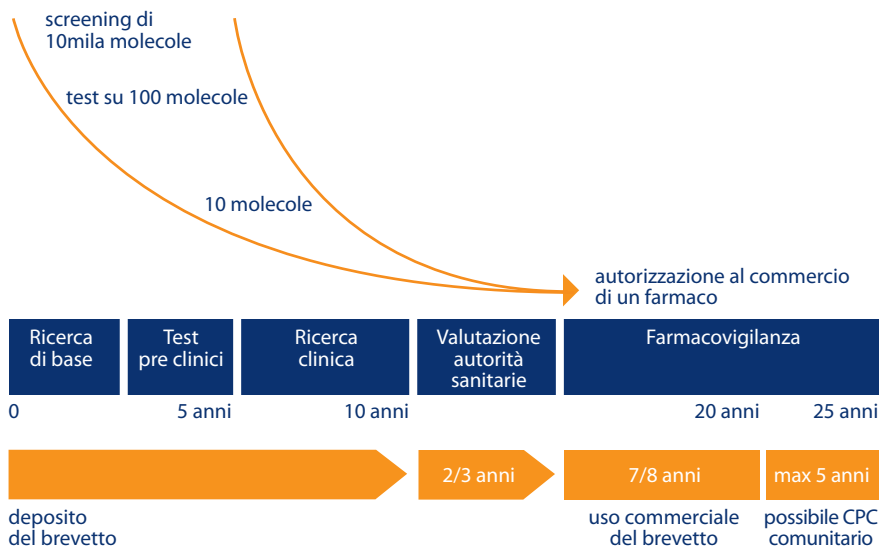 screening di
10mila molecole
test su 100 molecole
10 molecole
autorizzazione al commercio
di un farmaco
Ricerca
di base
Test
pre clinici
Ricerca
clinica
Valutazione
autorità
sanitarie
Farmacovigilanza
0
5 anni
10 anni
20 anni
25 anni
2/3 anni
7/8 anni
max 5 anni
deposito
del brevetto
uso commerciale
del brevetto
possibile CPC
comunitario